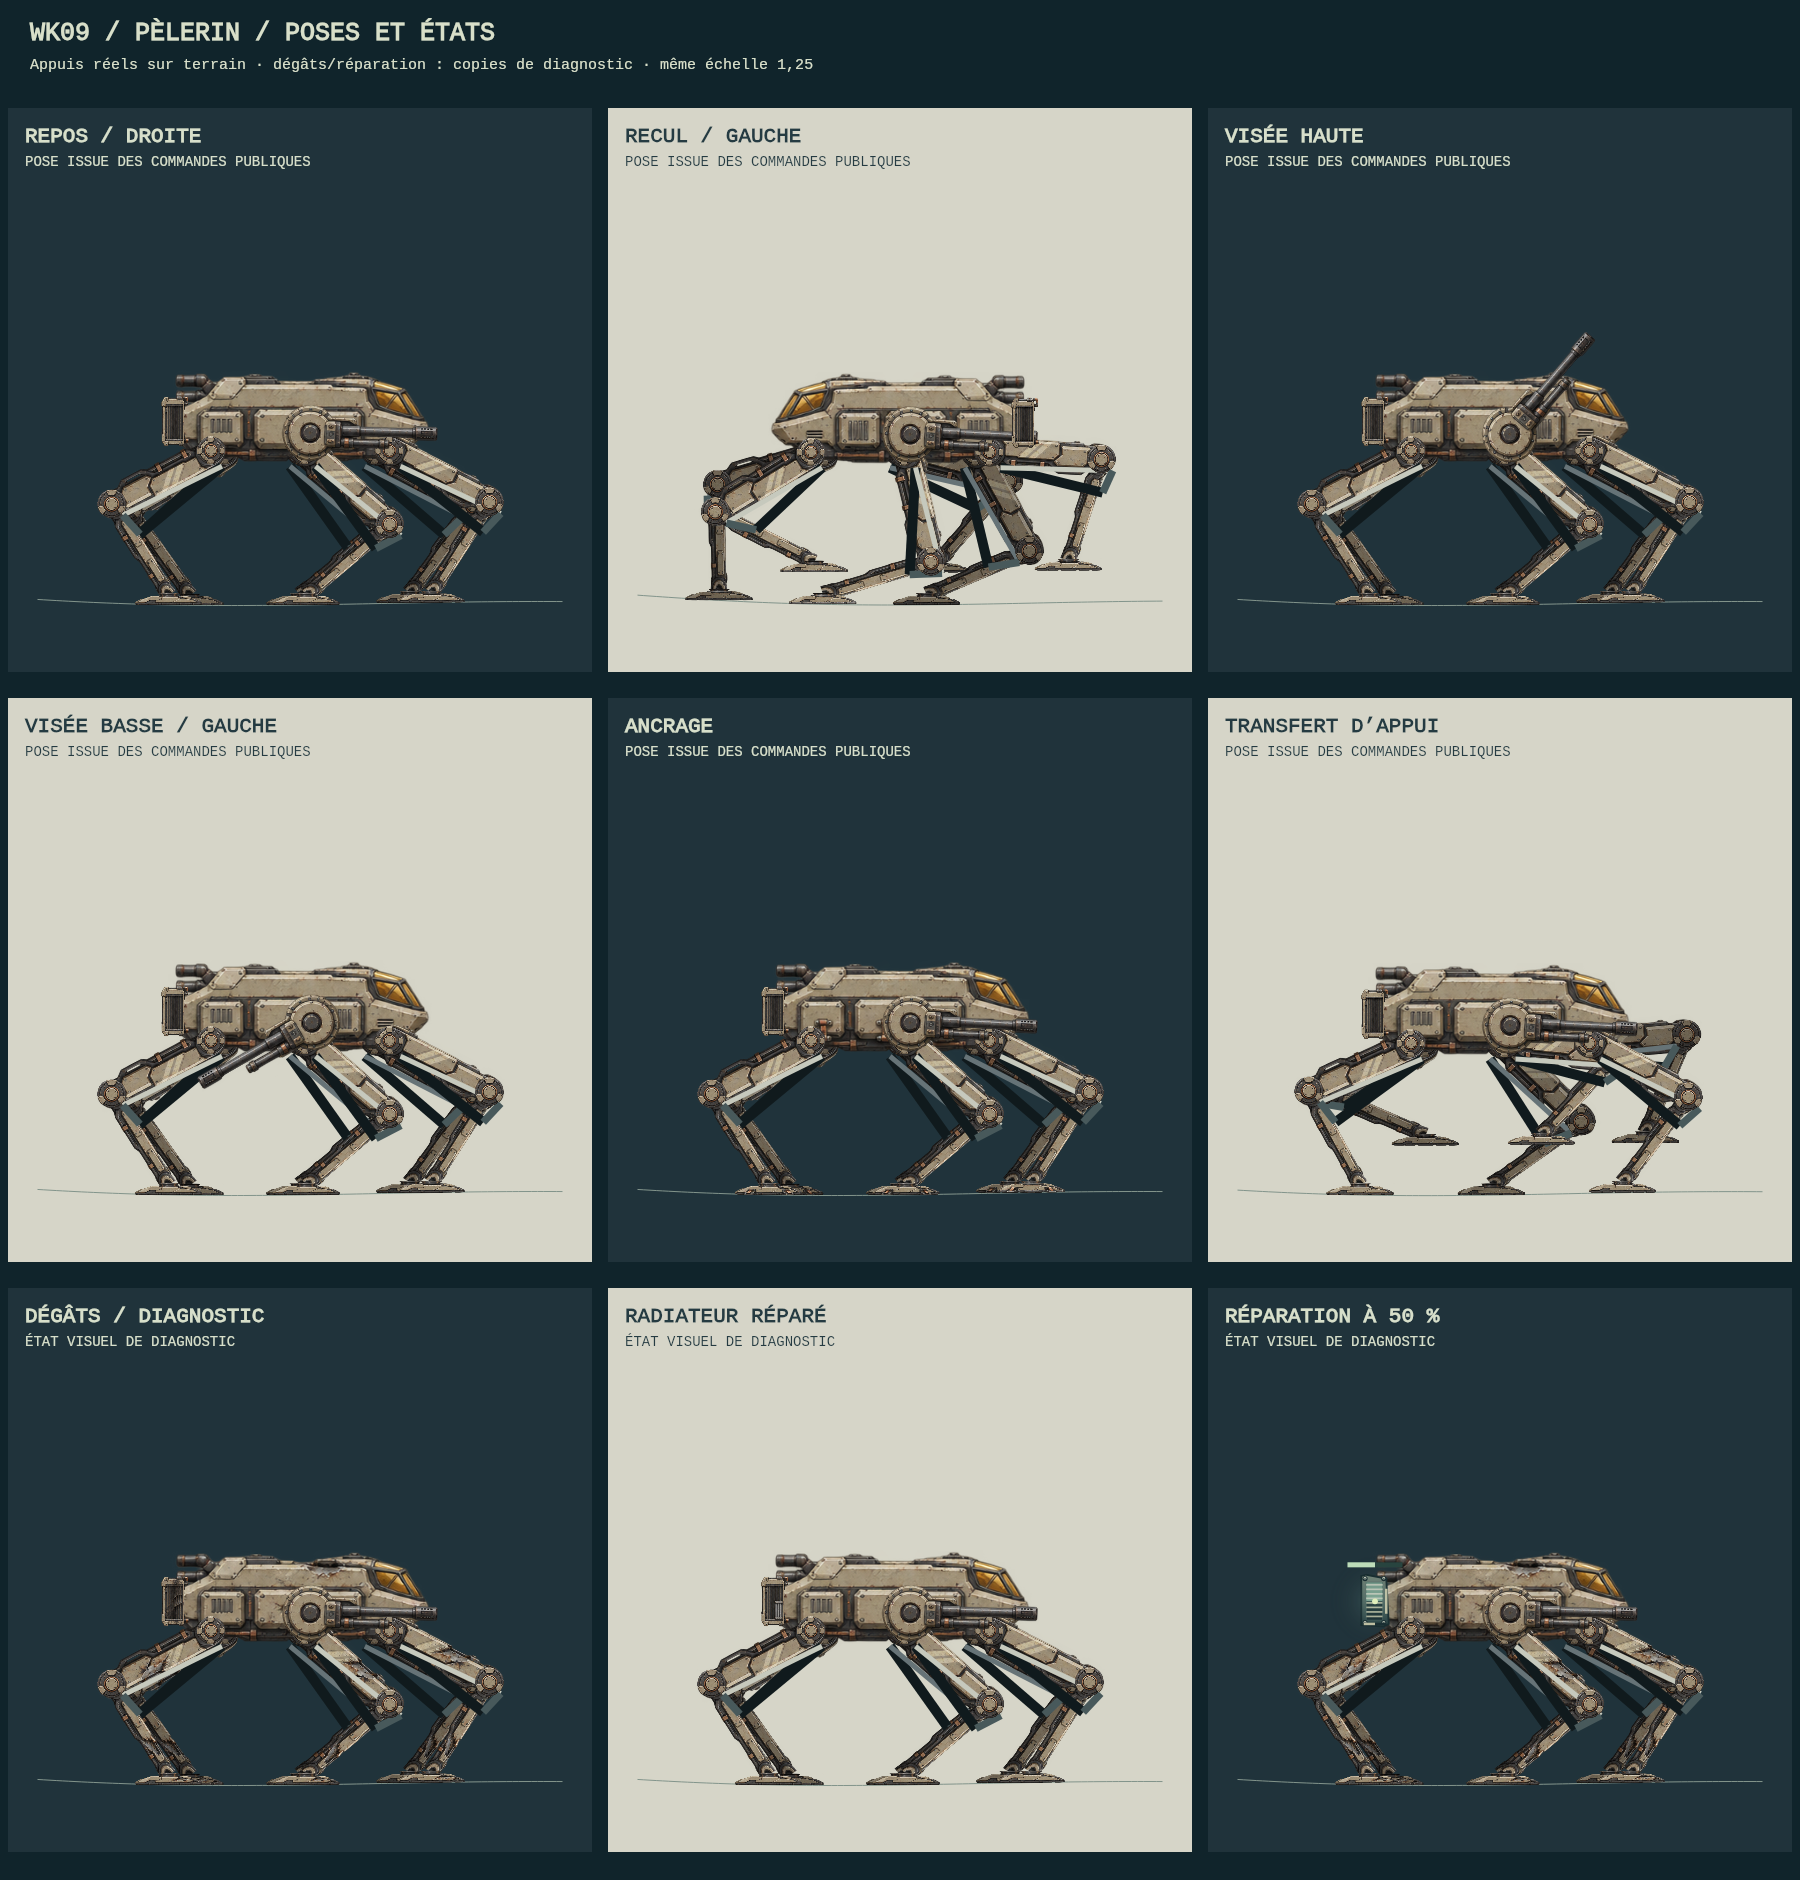 WK09 / PÈLERIN / POSES ET ÉTATS
Appuis réels sur terrain · dégâts/réparation : copies de diagnostic · même échelle 1,25
REPOS / DROITE
POSE ISSUE DES COMMANDES PUBLIQUES
RECUL / GAUCHE
POSE ISSUE DES COMMANDES PUBLIQUES
VISÉE HAUTE
POSE ISSUE DES COMMANDES PUBLIQUES
VISÉE BASSE / GAUCHE
POSE ISSUE DES COMMANDES PUBLIQUES
ANCRAGE
POSE ISSUE DES COMMANDES PUBLIQUES
TRANSFERT D’APPUI
POSE ISSUE DES COMMANDES PUBLIQUES
DÉGÂTS / DIAGNOSTIC
ÉTAT VISUEL DE DIAGNOSTIC
RADIATEUR RÉPARÉ
ÉTAT VISUEL DE DIAGNOSTIC
RÉPARATION À 50 %
ÉTAT VISUEL DE DIAGNOSTIC